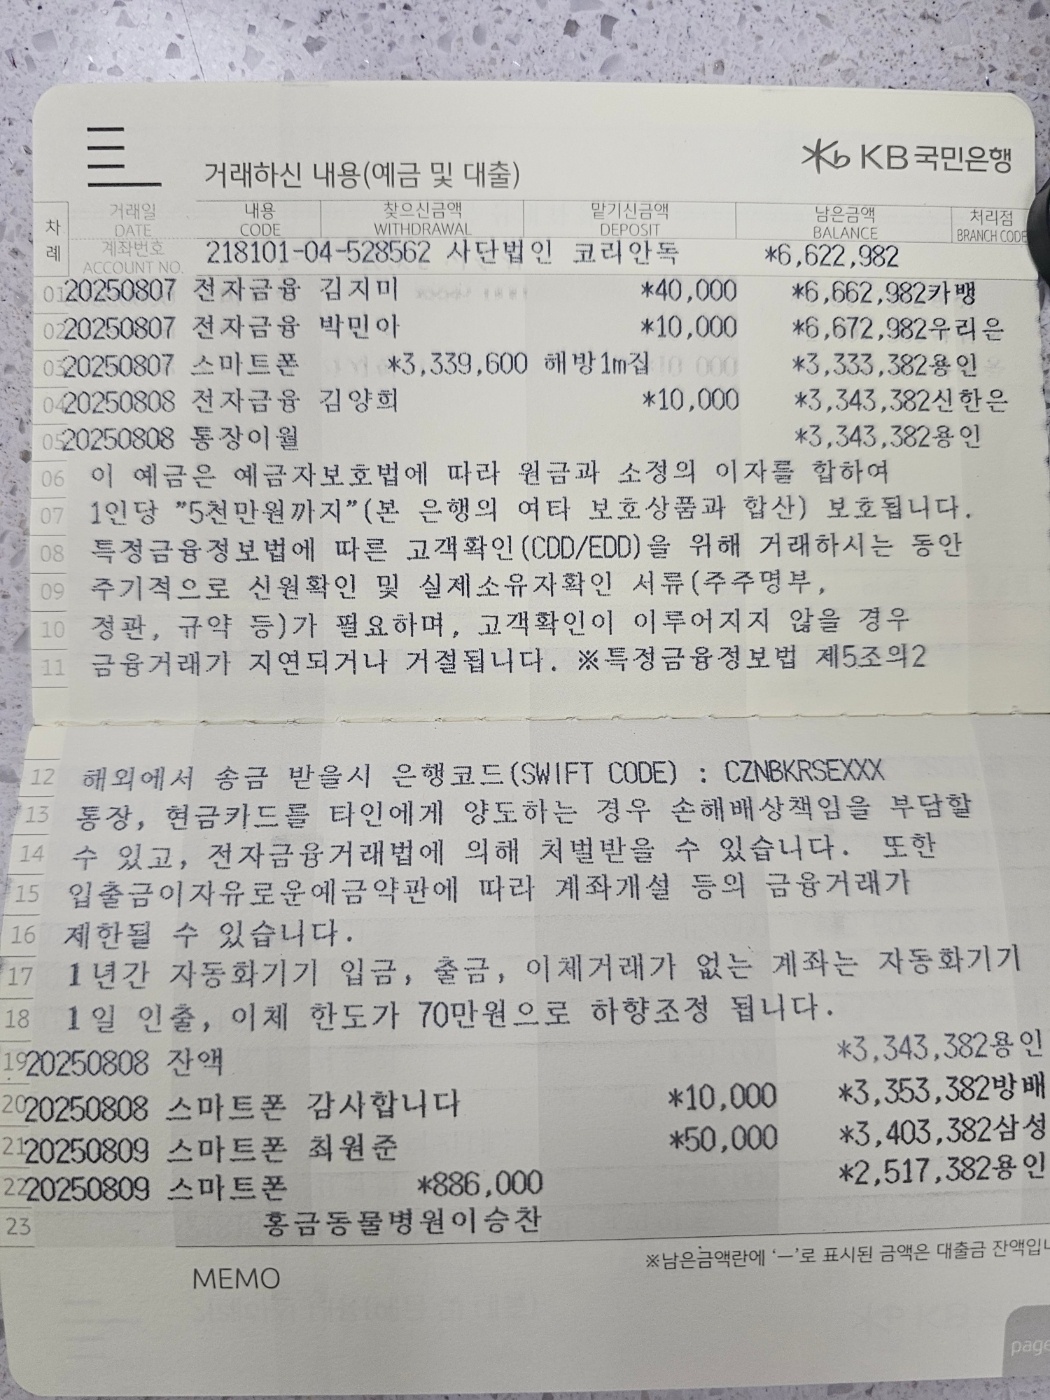 거래하신 내용(예금 및 대출)
KB국민은행
차례 거래일 DATE 내용 CODE 찾으신금액 WITHDRAWAL 맡기신금액 DEPOSIT 남은금액 BALANCE 처리점 BRANCH CODE
계좌번호 ACCOUNT NO. 218101-04-528562 사단법인 코리안독 *6,622,982
01 20250807 전자금융 김지미 *40,000 *6,662,982카뱅
02 20250807 전자금융 박민아 *10,000 *6,672,982우리은
03 20250807 스마트폰 *3,339,600 해방1m집 *3,333,382용인
04 20250808 전자금융 김양희 *10,000 *3,343,382신한은
05 20250808 통장이월 *3,343,382용인
06 이 예금은 예금자보호법에 따라 원금과 소정의 이자를 합하여
07 1인당 "5천만원까지"(본 은행의 여타 보호상품과 합산) 보호됩니다.
08 특정금융정보법에 따른 고객확인(CDD/EDD)을 위해 거래하시는 동안
09 주기적으로 신원확인 및 실제소유자확인 서류(주주명부,
10 정관, 규약 등)가 필요하며, 고객확인이 이루어지지 않을 경우
11 금융거래가 지연되거나 거절됩니다. ※특정금융정보법 제5조의2
12 해외에서 송금 받을시 은행코드(SWIFT CODE) : CZNBKRSEXXX
13 통장, 현금카드를 타인에게 양도하는 경우 손해배상책임을 부담할
14 수 있고, 전자금융거래법에 의해 처벌받을 수 있습니다. 또한
15 입출금이자유로운예금약관에 따라 계좌개설 등의 금융거래가
16 제한될 수 있습니다.
17 1년간 자동화기기 입금, 출금, 이체거래가 없는 계좌는 자동화기기
18 1일 인출, 이체 한도가 70만원으로 하향조정 됩니다.
19 20250808 잔액 *3,343,382용인
20 20250808 스마트폰 감사합니다 *10,000 *3,353,382방배
21 20250809 스마트폰 최원준 *50,000 *3,403,382삼성
22 20250809 스마트폰 *886,000 *2,517,382용인
23 홍금동물병원이승찬
※남은금액란에 '—'로 표시된 금액은 대출금 잔액입니
MEMO
page